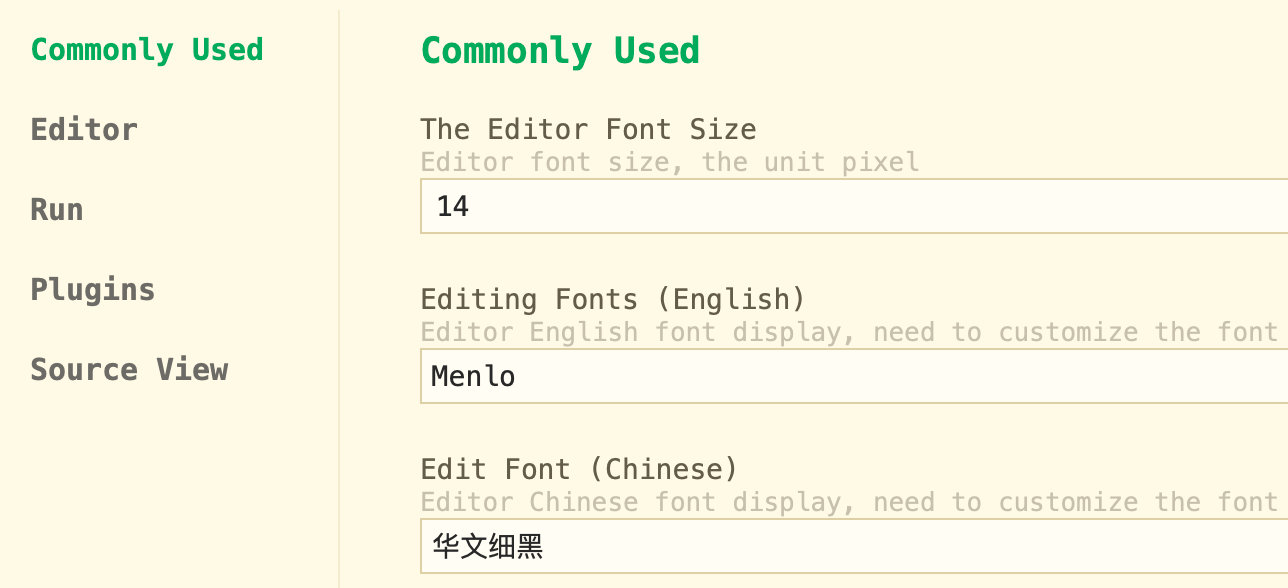 Commonly Used
Editor
Run
Plugins
Source View
Commonly Used
The Editor Font Size
Editor font size, the unit pixel
14
Editing Fonts (English)
Editor English font display, need to customize the font
Menlo
Edit Font (Chinese)
Editor Chinese font display, need to customize the font
华文细黑